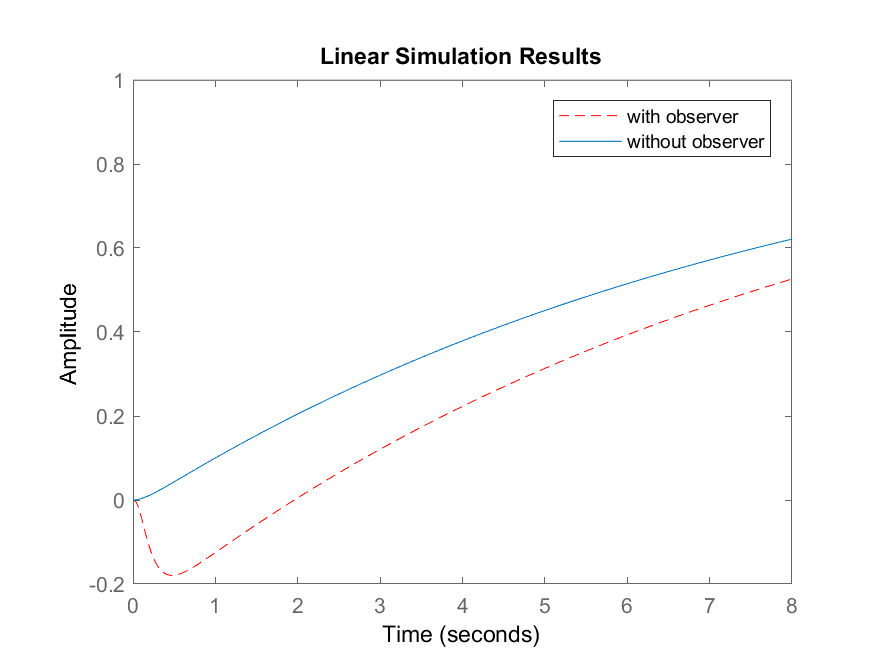 Linear Simulation Results
1
0.8
0.6
0.4
0.2
0
-0.2
Amplitude
with observer
without observer
0 1 2 3 4 5 6 7 8
Time (seconds)